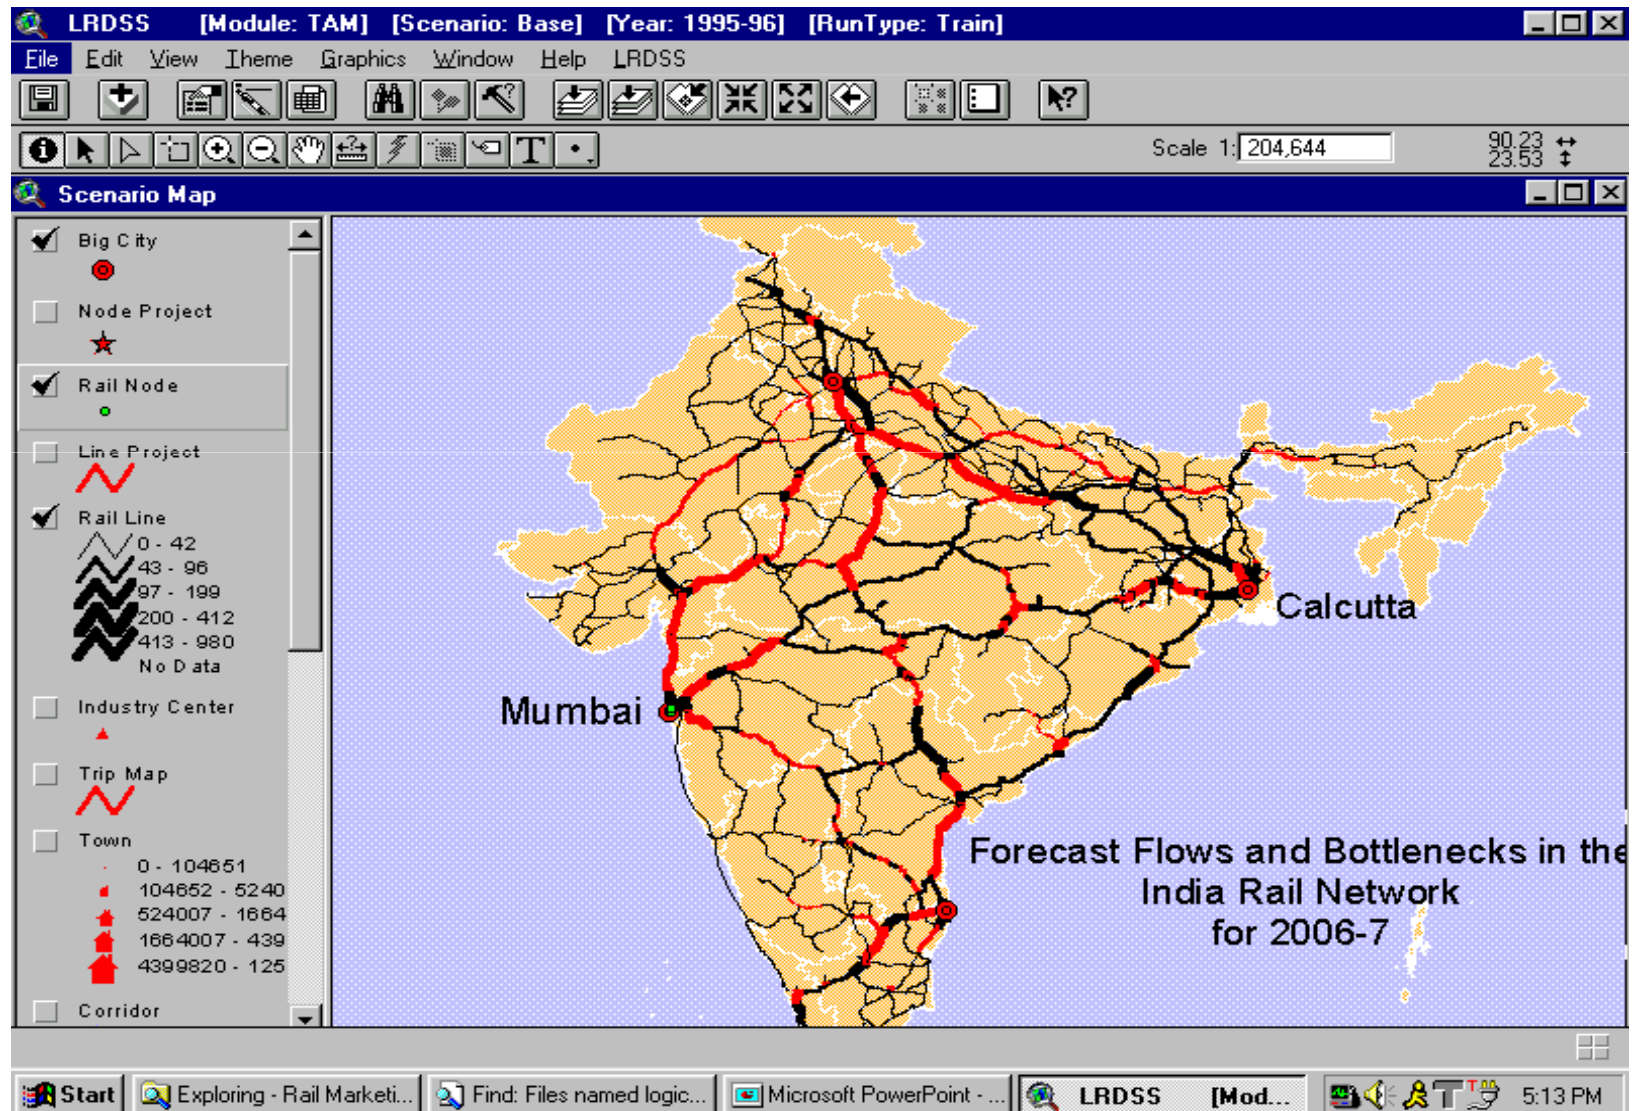 LRDSS [Module: TAM] [Scenario: Base] [Year: 1995-96] [RunType: Train]
File Edit View Theme Graphics Window Help LRDSS
Scale 1: 204,644
90.23
23.53
Scenario Map
Big City
Node Project
Rail Node
Line Project
Rail Line
0 - 42
43 - 96
97 - 199
200 - 412
413 - 980
No Data
Industry Center
Trip Map
Town
0 - 104651
104652 - 5240
524007 - 1664
1664007 - 439
4399820 - 125
Corridor
Calcutta
Mumbai
Forecast Flows and Bottlenecks in the
India Rail Network
for 2006-7
Start Exploring - Rail Marketi... Find: Files named logic... Microsoft PowerPoint - ... LRDSS [Mod... 5:13 PM